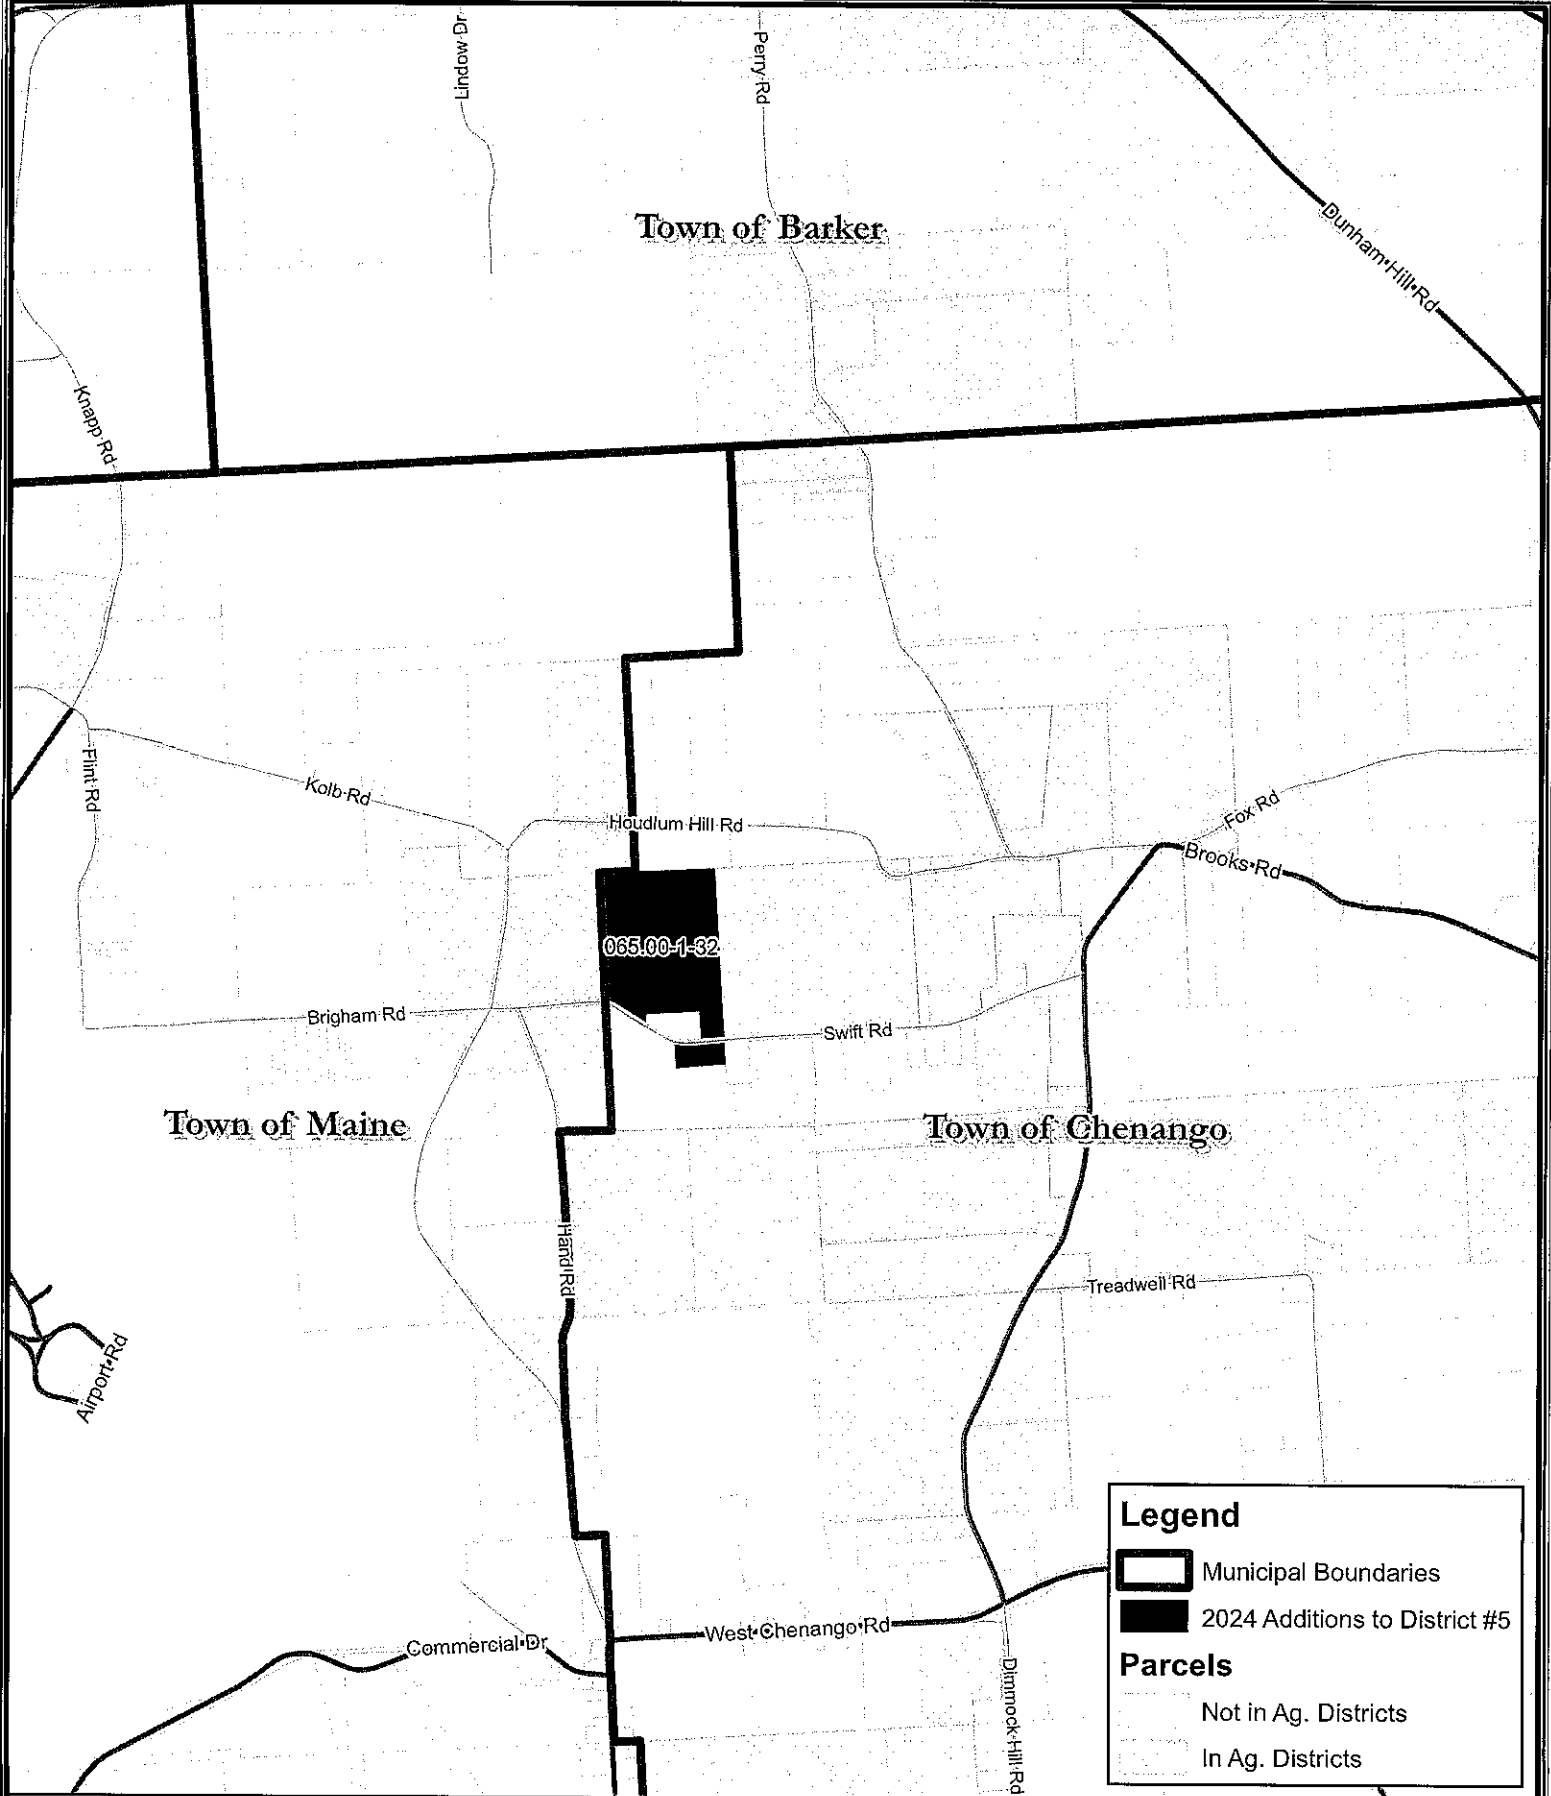 Lindow Dr
Perry Rd
Town of Barker
Dunham Hill Rd
Knapp Rd
Flint Rd
Kolb Rd
Houdlum Hill Rd
Fox Rd
Brooks Rd
065.00-1-32
Brigham Rd
Swift Rd
Town of Maine
Town of Chenango
Hand Rd
Treadwell Rd
Airport Rd
West Chenango Rd
Commercial Dr
Dimmock Hill Rd
Legend
Municipal Boundaries
2024 Additions to District #5
Parcels
Not in Ag. Districts
In Ag. Districts